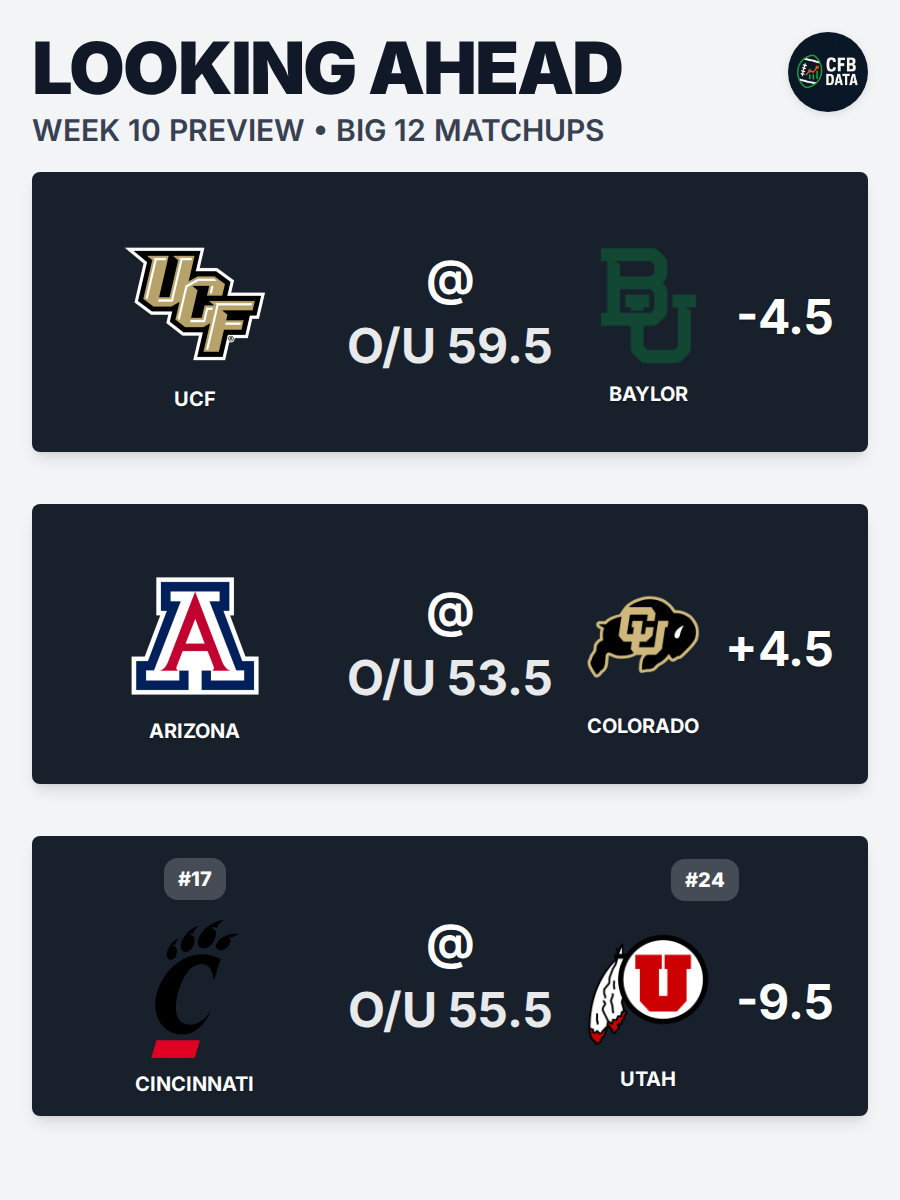 LOOKING AHEAD
CFB
DATA
WEEK 10 PREVIEW • BIG 12 MATCHUPS
UCF
@
O/U 59.5
BU
-4.5
UCF
BAYLOR
A
@
O/U 53.5
CU
+4.5
ARIZONA
COLORADO
#17
#24
C
@
O/U 55.5
U
-9.5
CINCINNATI
UTAH